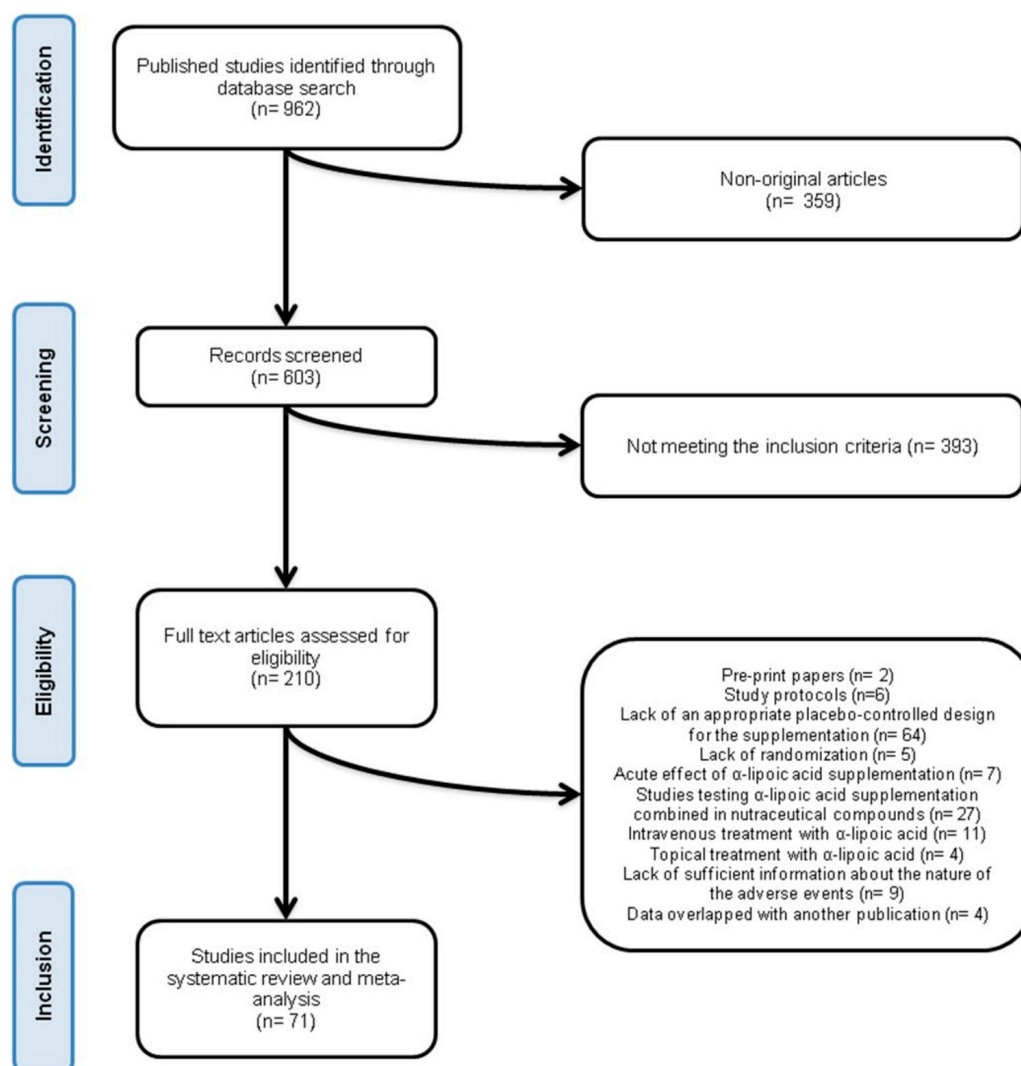 Identification
Published studies identified through
database search
(n= 962)
Non-original articles
(n= 359)
Screening
Records screened
(n= 603)
Not meeting the inclusion criteria (n= 393)
Eligibility
Full text articles assessed for
eligibility
(n= 210)
Pre-print papers (n= 2)
Study protocols (n=6)
Lack of an appropriate placebo-controlled design
for the supplementation (n= 64)
Lack of randomization (n= 5)
Acute effect of α-lipoic acid supplementation (n= 7)
Studies testing α-lipoic acid supplementation
combined in nutraceutical compounds (n= 27)
Intravenous treatment with α-lipoic acid (n= 11)
Topical treatment with α-lipoic acid (n= 4)
Lack of sufficient information about the nature of
the adverse events (n= 9)
Data overlapped with another publication (n= 4)
Inclusion
Studies included in the
systematic review and meta-
analysis
(n= 71)